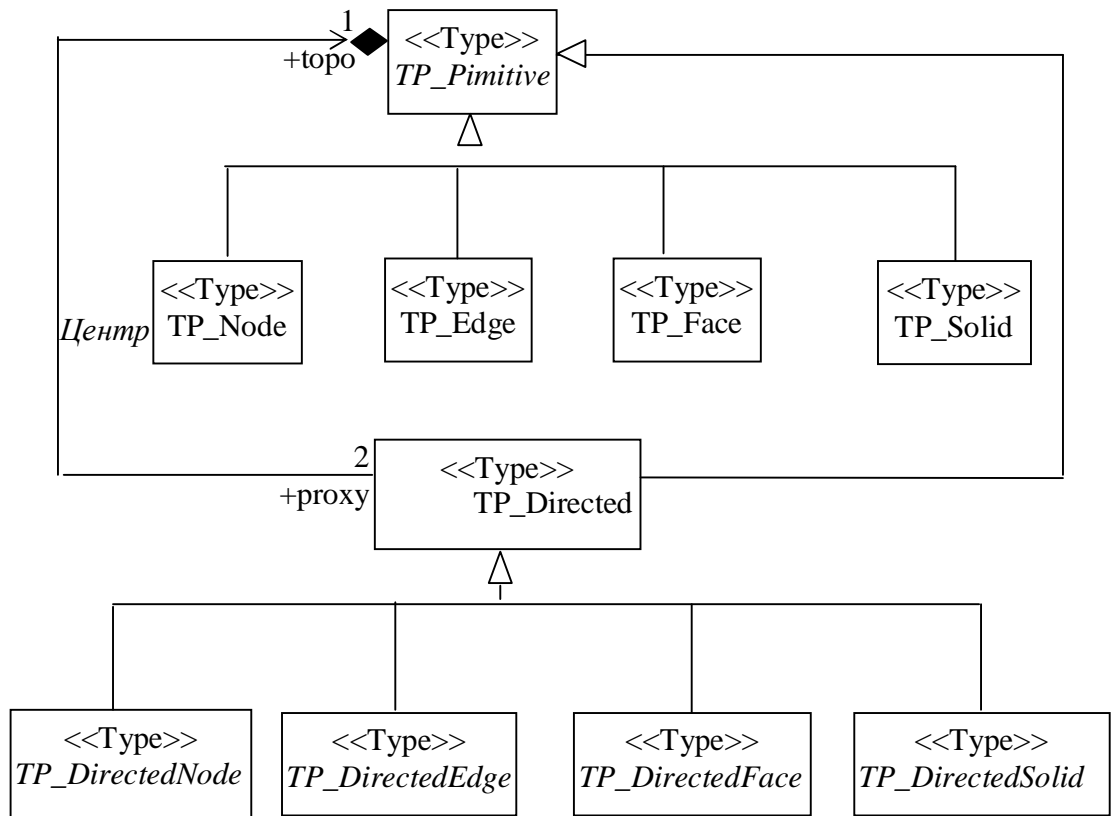 1
+topo
<<Type>>
TP_Pimitive
<<Type>>
TP_Node
<<Type>>
TP_Edge
<<Type>>
TP_Face
<<Type>>
TP_Solid
Центр
2
+proxy
<<Type>>
TP_Directed
<<Type>>
TP_DirectedNode
<<Type>>
TP_DirectedEdge
<<Type>>
TP_DirectedFace
<<Type>>
TP_DirectedSolid